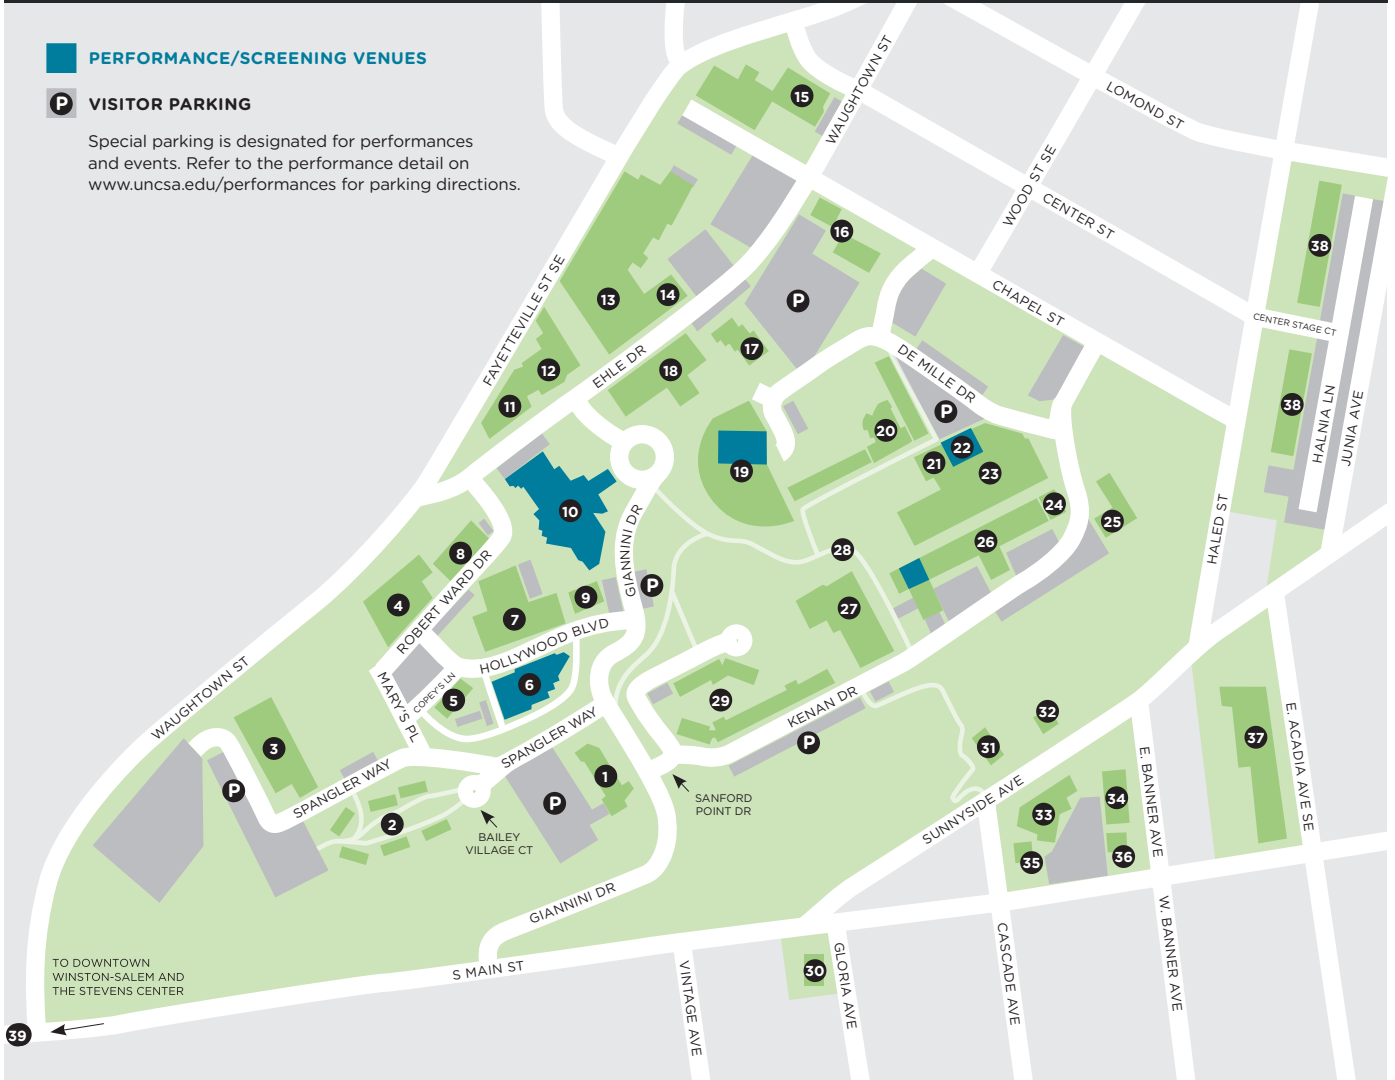 PERFORMANCE/SCREENING VENUES
P VISITOR PARKING
Special parking is designated for performances
and events. Refer to the performance detail on
www.uncsa.edu/performances for parking directions.
15
WAUGHTOWN ST
LOMOND ST
WOOD ST SE
CENTER ST
16
38
FAYETTEVILLE ST SE
13
14
P
CHAPEL ST
CENTER STAGE CT
12
EHLE DR
18
17
DE MILLE DR
11
P
38
HALNIA LN
JUNIA AVE
20
22
21
23
19
10
24
25
GIANNINI DR
26
28
HALED ST
8
ROBERT WARD DR
4
7
9
P
27
HOLLYWOOD BLVD
WAUGHTOWN ST
MARY'S PL
COPEY'S LN
5
6
29
KENAN DR
P
32
31
37
E. ACADIA AVE SE
3
SPANGLER WAY
SPANGLER WAY
P
1
P
SANFORD
POINT DR
2
BAILEY
VILLAGE CT
SUNNYSIDE AVE
E. BANNER AVE
34
33
35
36
GIANNINI DR
W. BANNER AVE
CASCADE AVE
GLORIA AVE
30
VINTAGE AVE
S MAIN ST
TO DOWNTOWN
WINSTON-SALEM AND
THE STEVENS CENTER
39